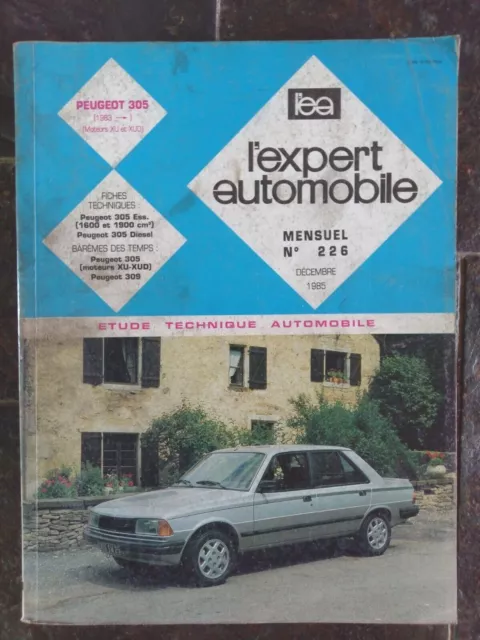 PEUGEOT 305
(1983 → )
(Moteurs XU et XUD)
FICHES
TECHNIQUES :
Peugeot 305 Ess.
(1600 et 1900 cm³)
Peugeot 305 Diesel
BARÈMES DES TEMPS :
Peugeot 305
(moteurs XU-XUD)
Peugeot 309
l'ea
l'expert
automobile
MENSUEL
N° 226
DÉCEMBRE
1985
ETUDE TECHNIQUE AUTOMOBILE